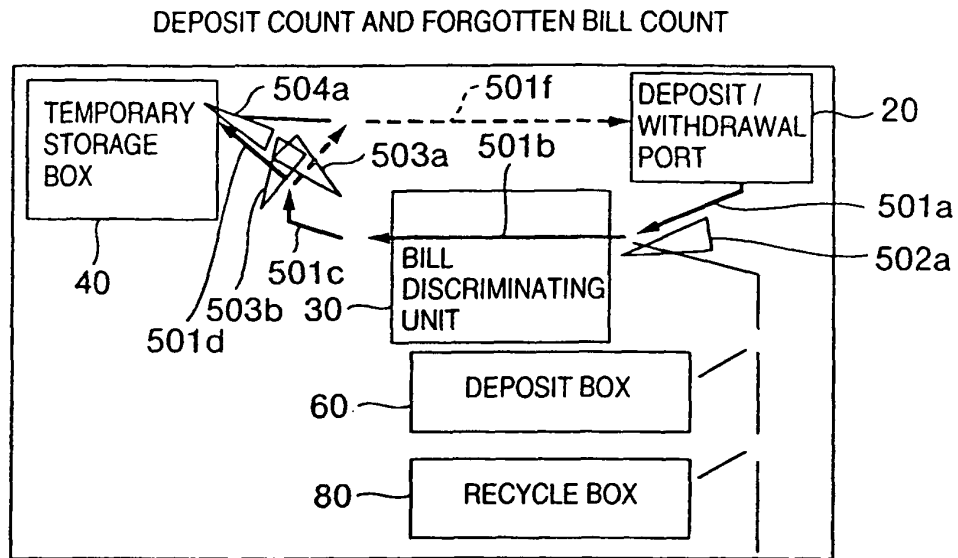 DEPOSIT COUNT AND FORGOTTEN BILL COUNT
TEMPORARY
STORAGE
BOX
504a
501f
DEPOSIT /
WITHDRAWAL
PORT
20
503a
501b
501a
502a
40
501c
503b
501d
30
BILL
DISCRIMINATING
UNIT
60
DEPOSIT BOX
80
RECYCLE BOX